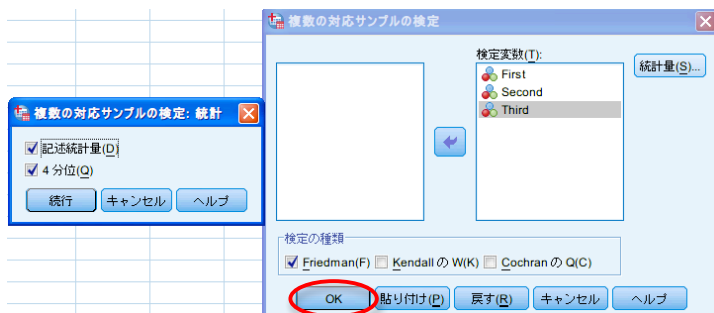 複数の対応サンプルの検定
検定変数(T):
First
Second
Third
統計量(S)...
複数の対応サンプルの検定: 統計
記述統計量(D)
4 分位(Q)
続行 キャンセル ヘルプ
検定の種類
Friedman(F) Kendall の W(K) Cochran の Q(C)
OK 貼り付け(P) 戻す(R) キャンセル ヘルプ